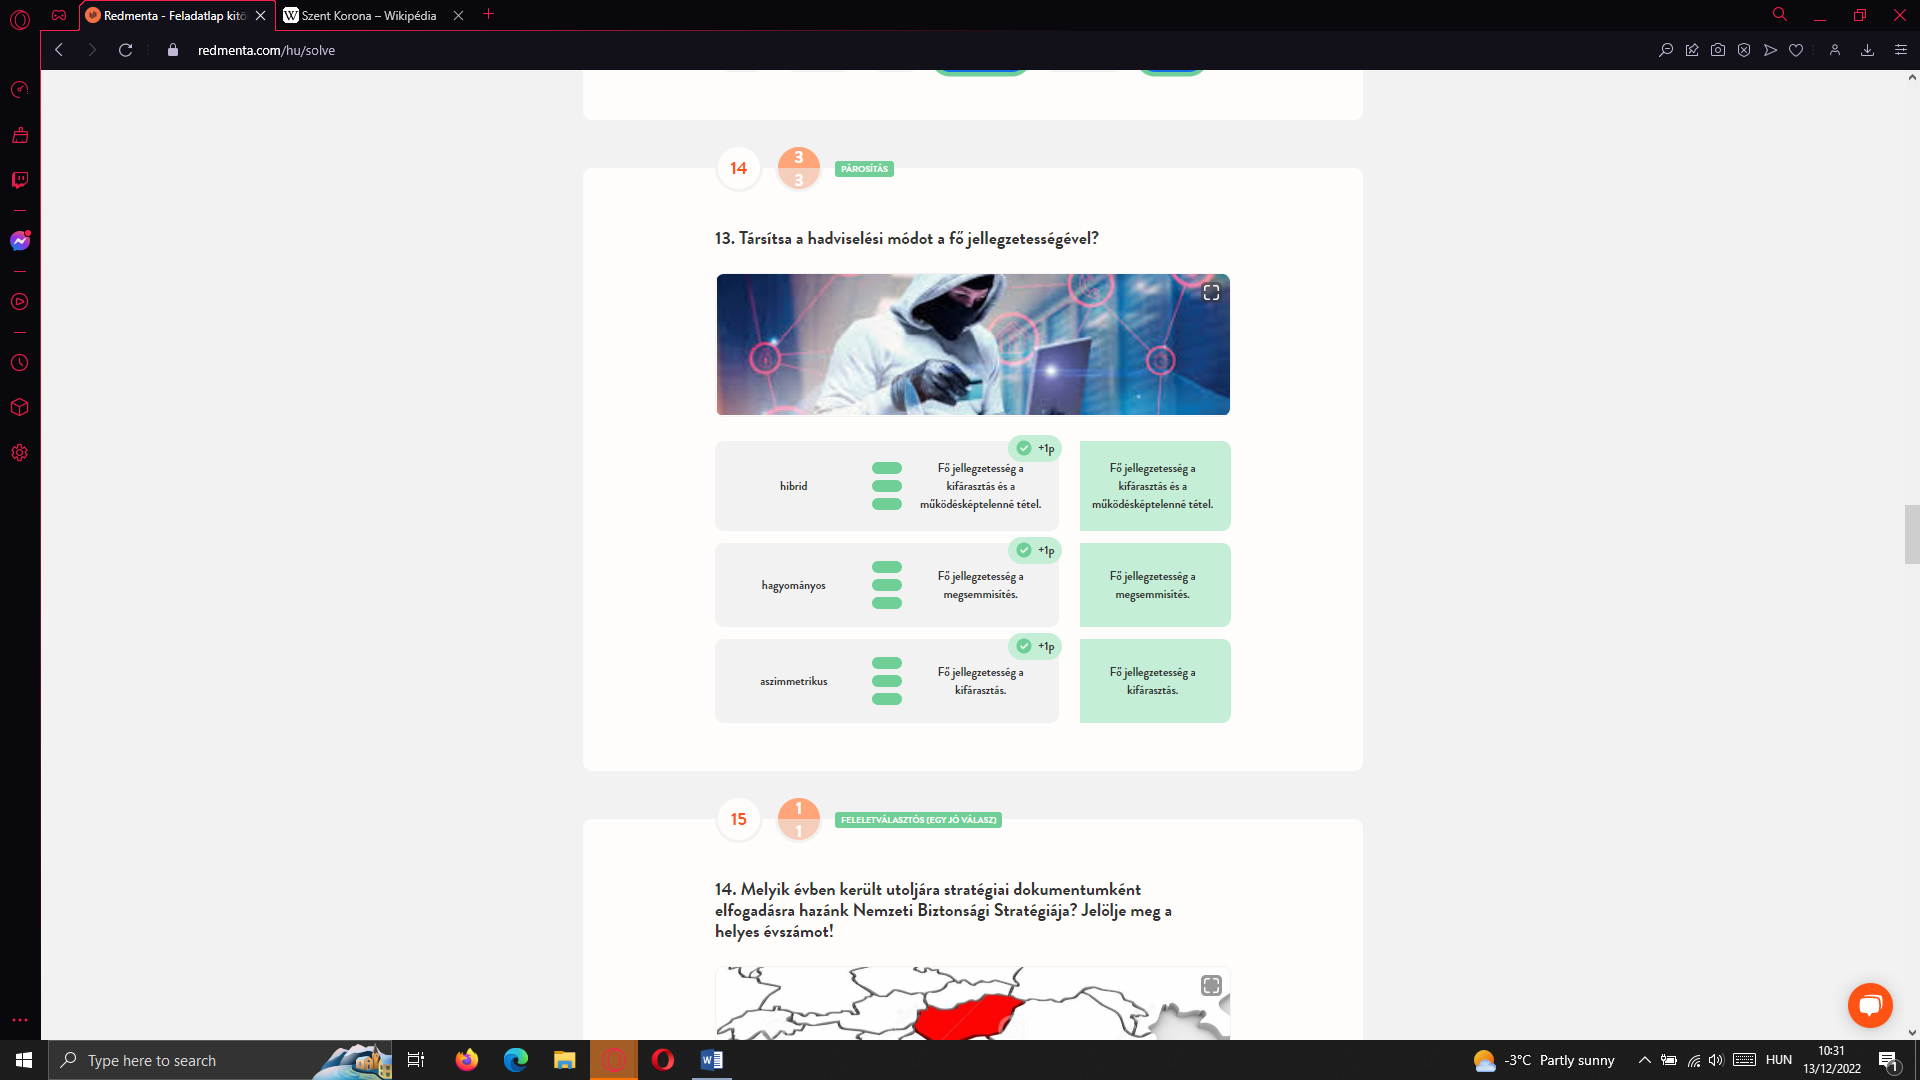 Redmenta - Feladatlap kitö
Szent Korona – Wikipédia
redmenta.com/hu/solve
14
3
3
PÁROSÍTÁS
13. Társítsa a hadviselési módot a fő jellegzetességével?
hibrid
+1p
Fő jellegzetesség a
kifárasztás és a
működésképtelenné tétel.
Fő jellegzetesség a
kifárasztás és a
működésképtelenné tétel.
hagyományos
+1p
Fő jellegzetesség a
megsemmisítés.
Fő jellegzetesség a
megsemmisítés.
aszimmetrikus
+1p
Fő jellegzetesség a
kifárasztás.
Fő jellegzetesség a
kifárasztás.
15
1
1
FELELETVÁLASZTÓS (EGY JÓ VÁLASZ)
14. Melyik évben került utoljára stratégiai dokumentumként
elfogadásra hazánk Nemzeti Biztonsági Stratégiája? Jelölje meg a
helyes évszámot!
Type here to search
-3°C Partly sunny
HUN
10:31
13/12/2022
1